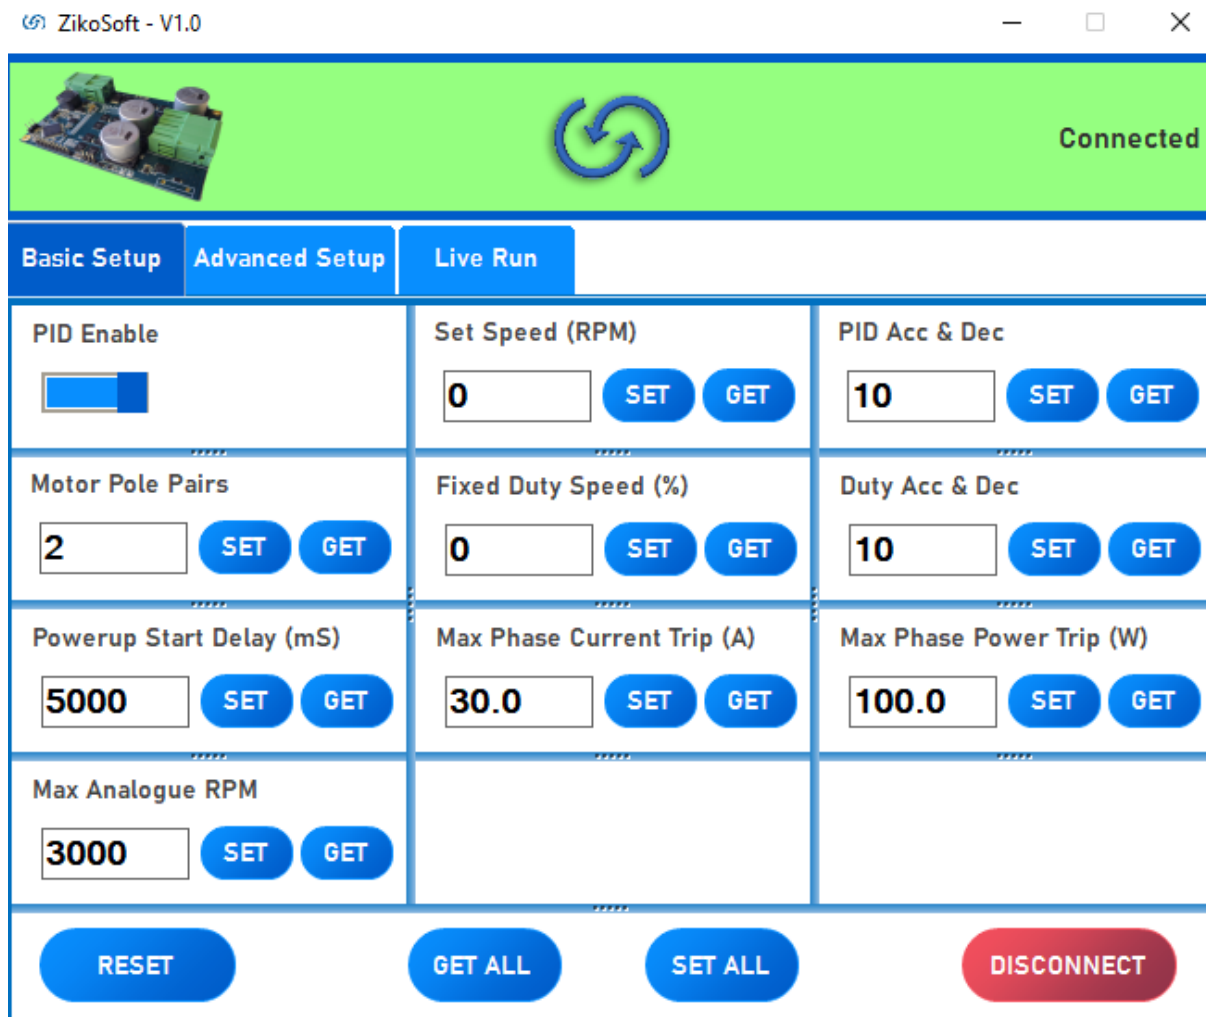 ZikoSoft - V1.0
Connected
Basic Setup
Advanced Setup
Live Run
PID Enable
Set Speed (RPM)
0
SET
GET
PID Acc & Dec
10
SET
GET
Motor Pole Pairs
2
SET
GET
Fixed Duty Speed (%)
0
SET
GET
Duty Acc & Dec
10
SET
GET
Powerup Start Delay (mS)
5000
SET
GET
Max Phase Current Trip (A)
30.0
SET
GET
Max Phase Power Trip (W)
100.0
SET
GET
Max Analogue RPM
3000
SET
GET
RESET
GET ALL
SET ALL
DISCONNECT